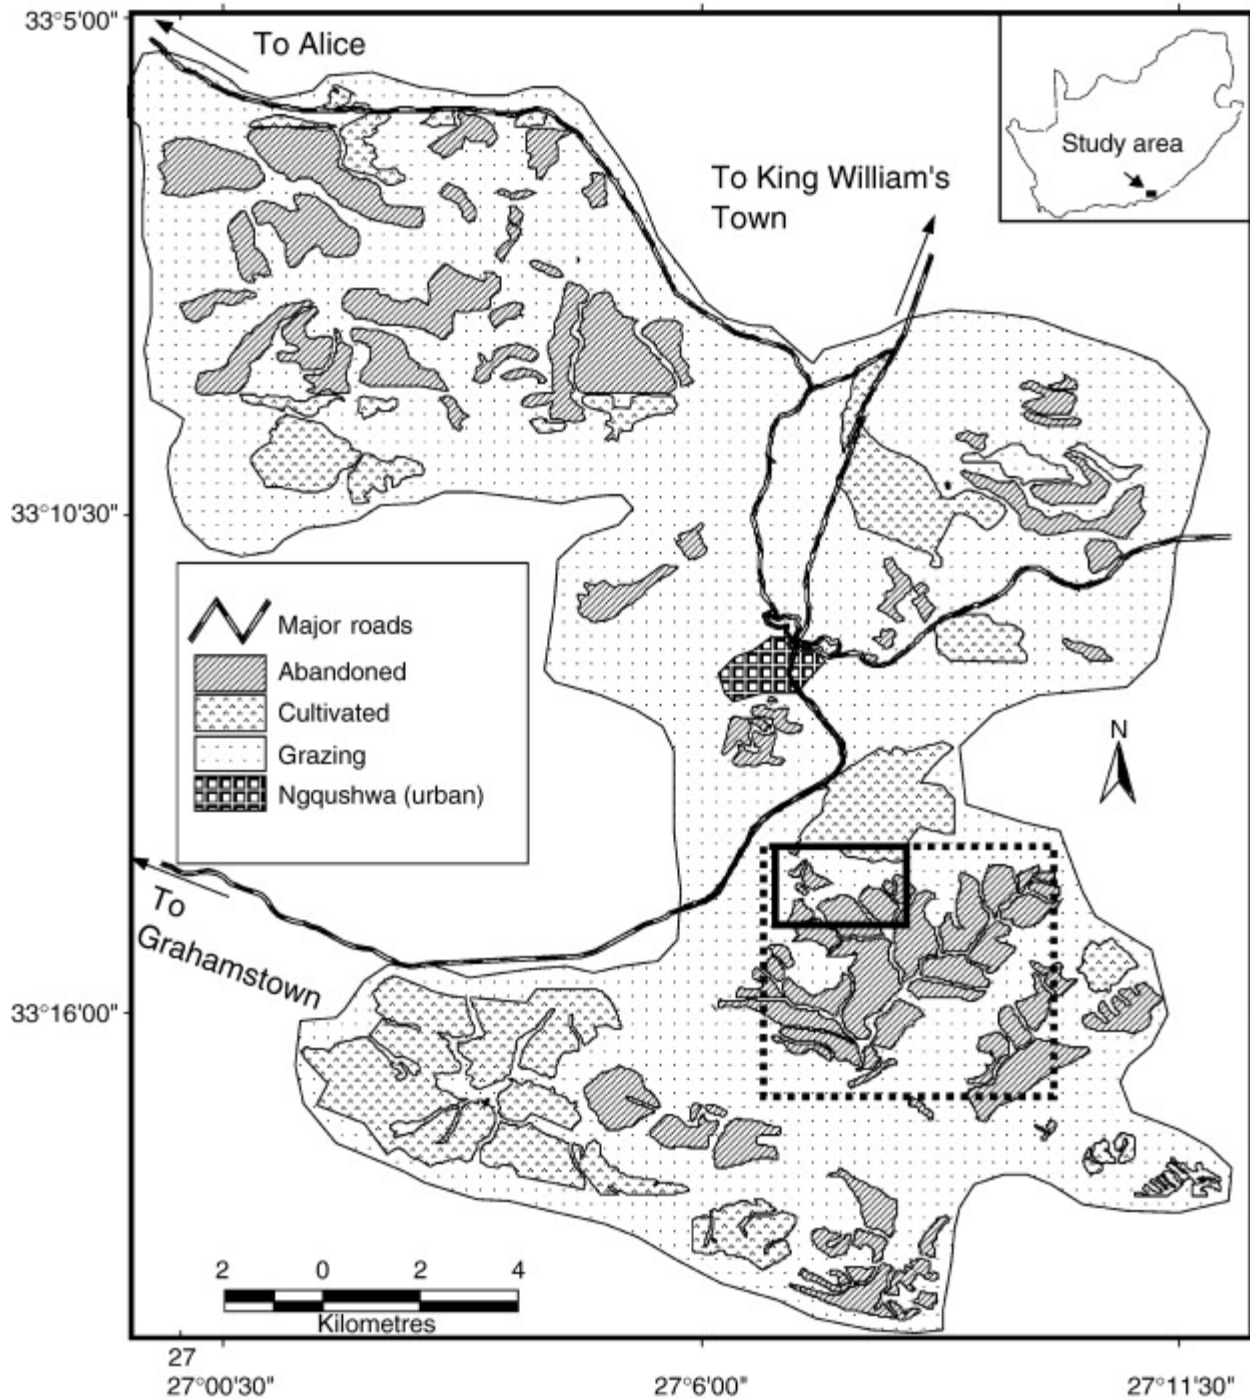 33°5'00"
To Alice
Study area
To King William's
Town
33°10'30"
Major roads
Abandoned
Cultivated
Grazing
Ngqushwa (urban)
N
To
Grahamstown
33°16'00"
2 0 2 4
Kilometres
27
27°00'30" 27°6'00" 27°11'30"